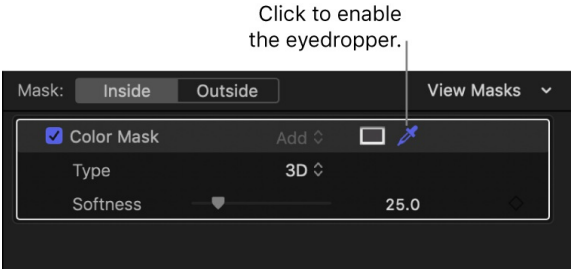 Click to enable
the eyedropper.
Mask: Inside Outside View Masks
Color Mask Add
Type 3D
Softness 25.0